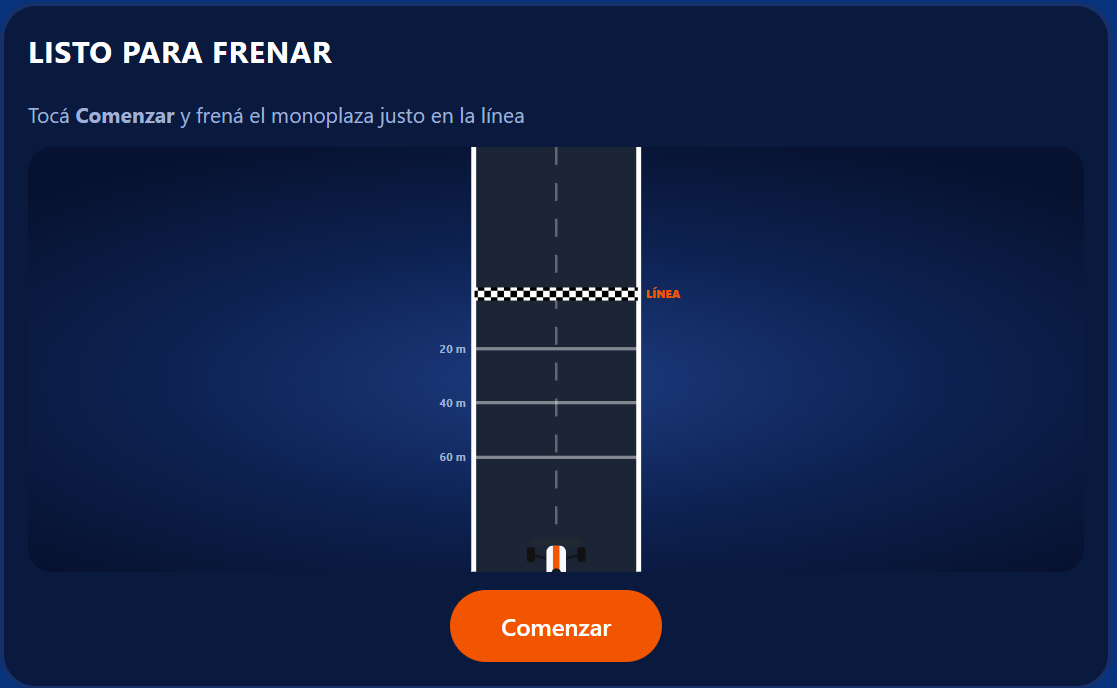 LISTO PARA FRENAR
Tocá Comenzar y frená el monoplaza justo en la línea
LÍNEA
20 m
40 m
60 m
Comenzar